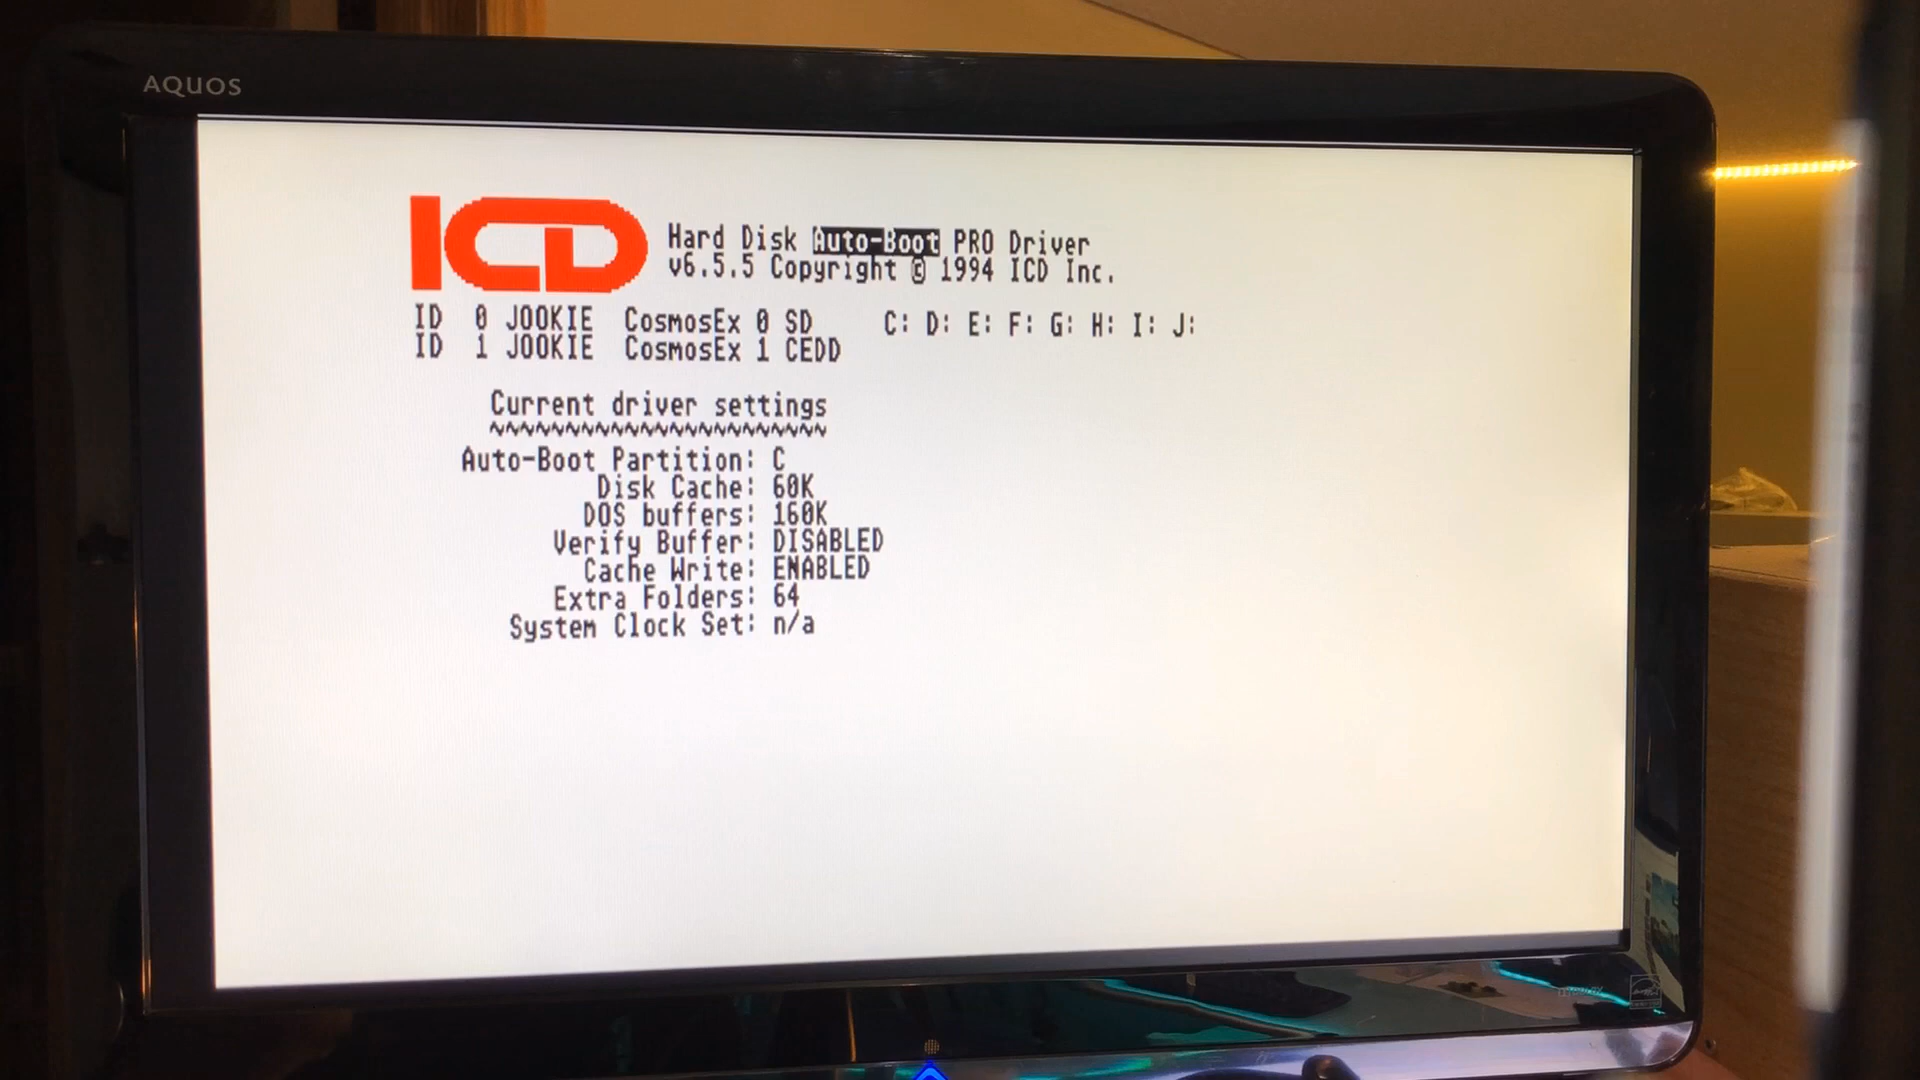 AQUOS
ICD
Hard Disk Auto-Boot PRO Driver
v6.5.5 Copyright © 1994 ICD Inc.
ID 0 JOOKIE CosmosEx 0 SD C: D: E: F: G: H: I: J:
ID 1 JOOKIE CosmosEx 1 CEDD
Current driver settings
Auto-Boot Partition: C
Disk Cache: 60K
DOS buffers: 160K
Verify Buffer: DISABLED
Cache Write: ENABLED
Extra Folders: 64
System Clock Set: n/a